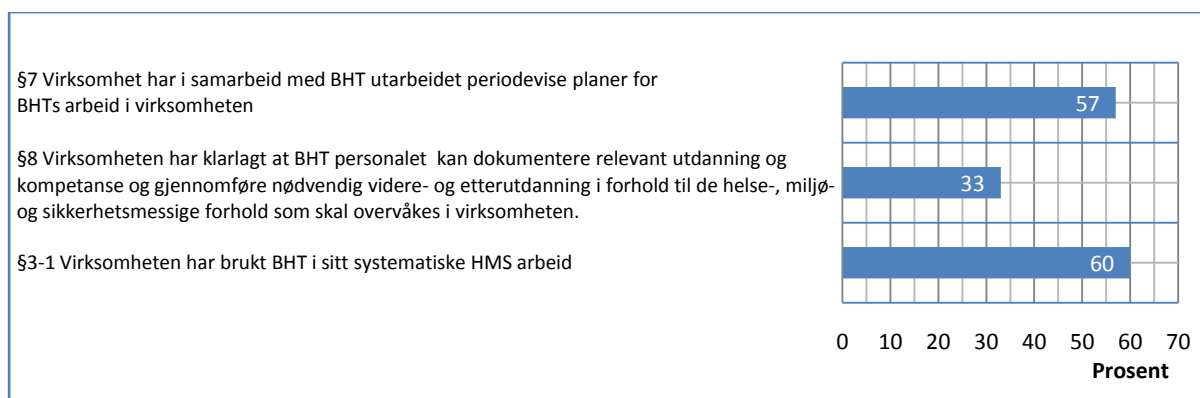 §7 Virksomhet har i samarbeid med BHT utarbeidet periodevise planer for
BHTs arbeid i virksomheten
57
§8 Virksomheten har klarlagt at BHT personalet kan dokumentere relevant utdanning og
kompetanse og gjennomføre nødvendig videre- og etterutdanning i forhold til de helse-, miljø-
og sikkerhetsmessige forhold som skal overvåkes i virksomheten.
33
§3-1 Virksomheten har brukt BHT i sitt systematiske HMS arbeid
60
0 10 20 30 40 50 60 70
Prosent